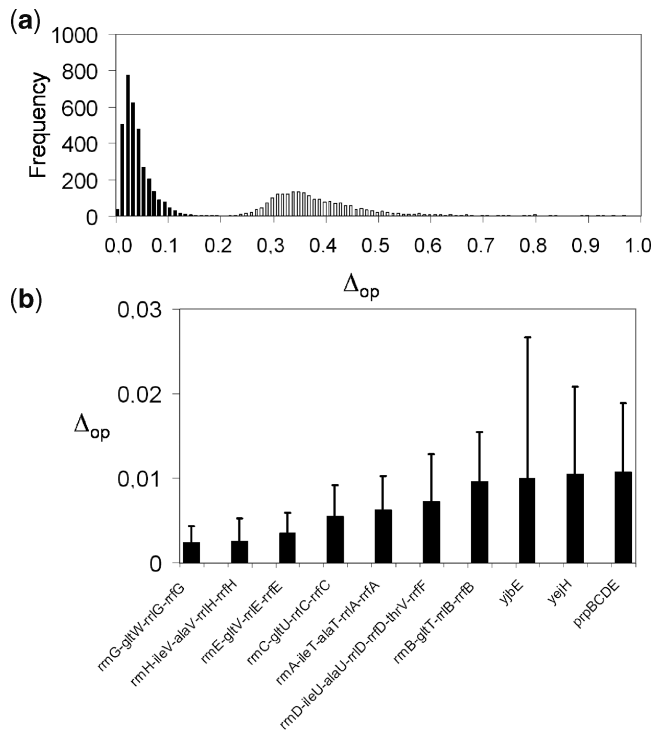 (a)
Frequency
1000
800
600
400
200
0
0,0 0.1 0,2 0,3 0.4 0,5 0,6 0,7 0,8 0,9 1.0
Δop
(b)
Δop
0,03
0.02
0,01
0
rrnG-gltW-rrlG-rrfG
rrnH-ileV-alaV-rrlH-rrfH
rrnE-gltV-rrlE-rrfE
rrnC-gltU-rrlC-rrfC
rrnA-ileT-alaT-rrlA-rrfA
rrnD-ileU-alaU-rrlD-rrfD-thrV-rrfF
rrnB-gltT-rrlB-rrfB
yjbE
yejH
prpBCDE